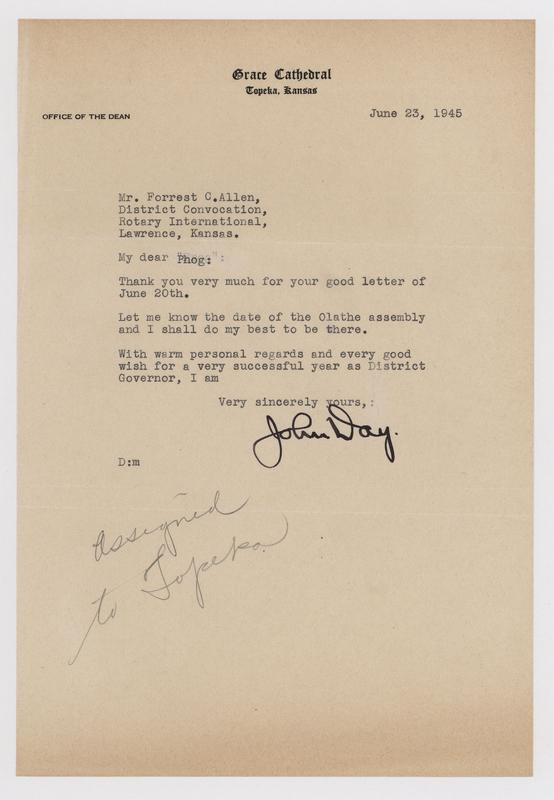 Grace Cathedral
Topeka, Kansas
OFFICE OF THE DEAN
June 23, 1945
Mr. Forrest C.Allen,
District Convocation,
Rotary International,
Lawrence, Kansas.
My dear Phog:
Thank you very much for your good letter of
June 20th.
Let me know the date of the Olathe assembly
and I shall do my best to be there.
With warm personal regards and every good
wish for a very successful year as District
Governor, I am
Very sincerely yours,:
John Day.
D:m
assigned
to Topeka